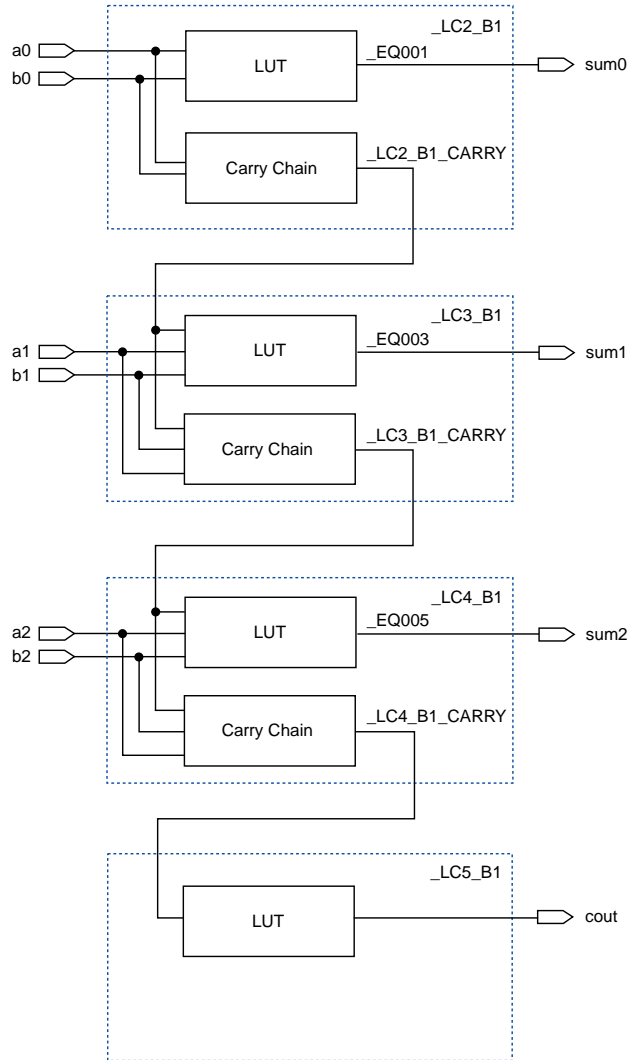 _LC2_B1
a0
LUT
_EQ001
sum0
b0
Carry Chain
_LC2_B1_CARRY
_LC3_B1
a1
LUT
_EQ003
sum1
b1
Carry Chain
_LC3_B1_CARRY
_LC4_B1
a2
LUT
_EQ005
sum2
b2
Carry Chain
_LC4_B1_CARRY
_LC5_B1
LUT
cout